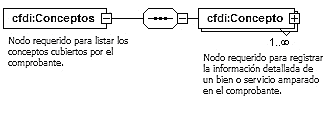 cfdi:Conceptos
cfdi:Concepto
1..∞
Nodo requerido para listar los
conceptos cubiertos por el
comprobante.
Nodo requerido para registrar
la información detallada de
un bien o servicio amparado
en el comprobante.